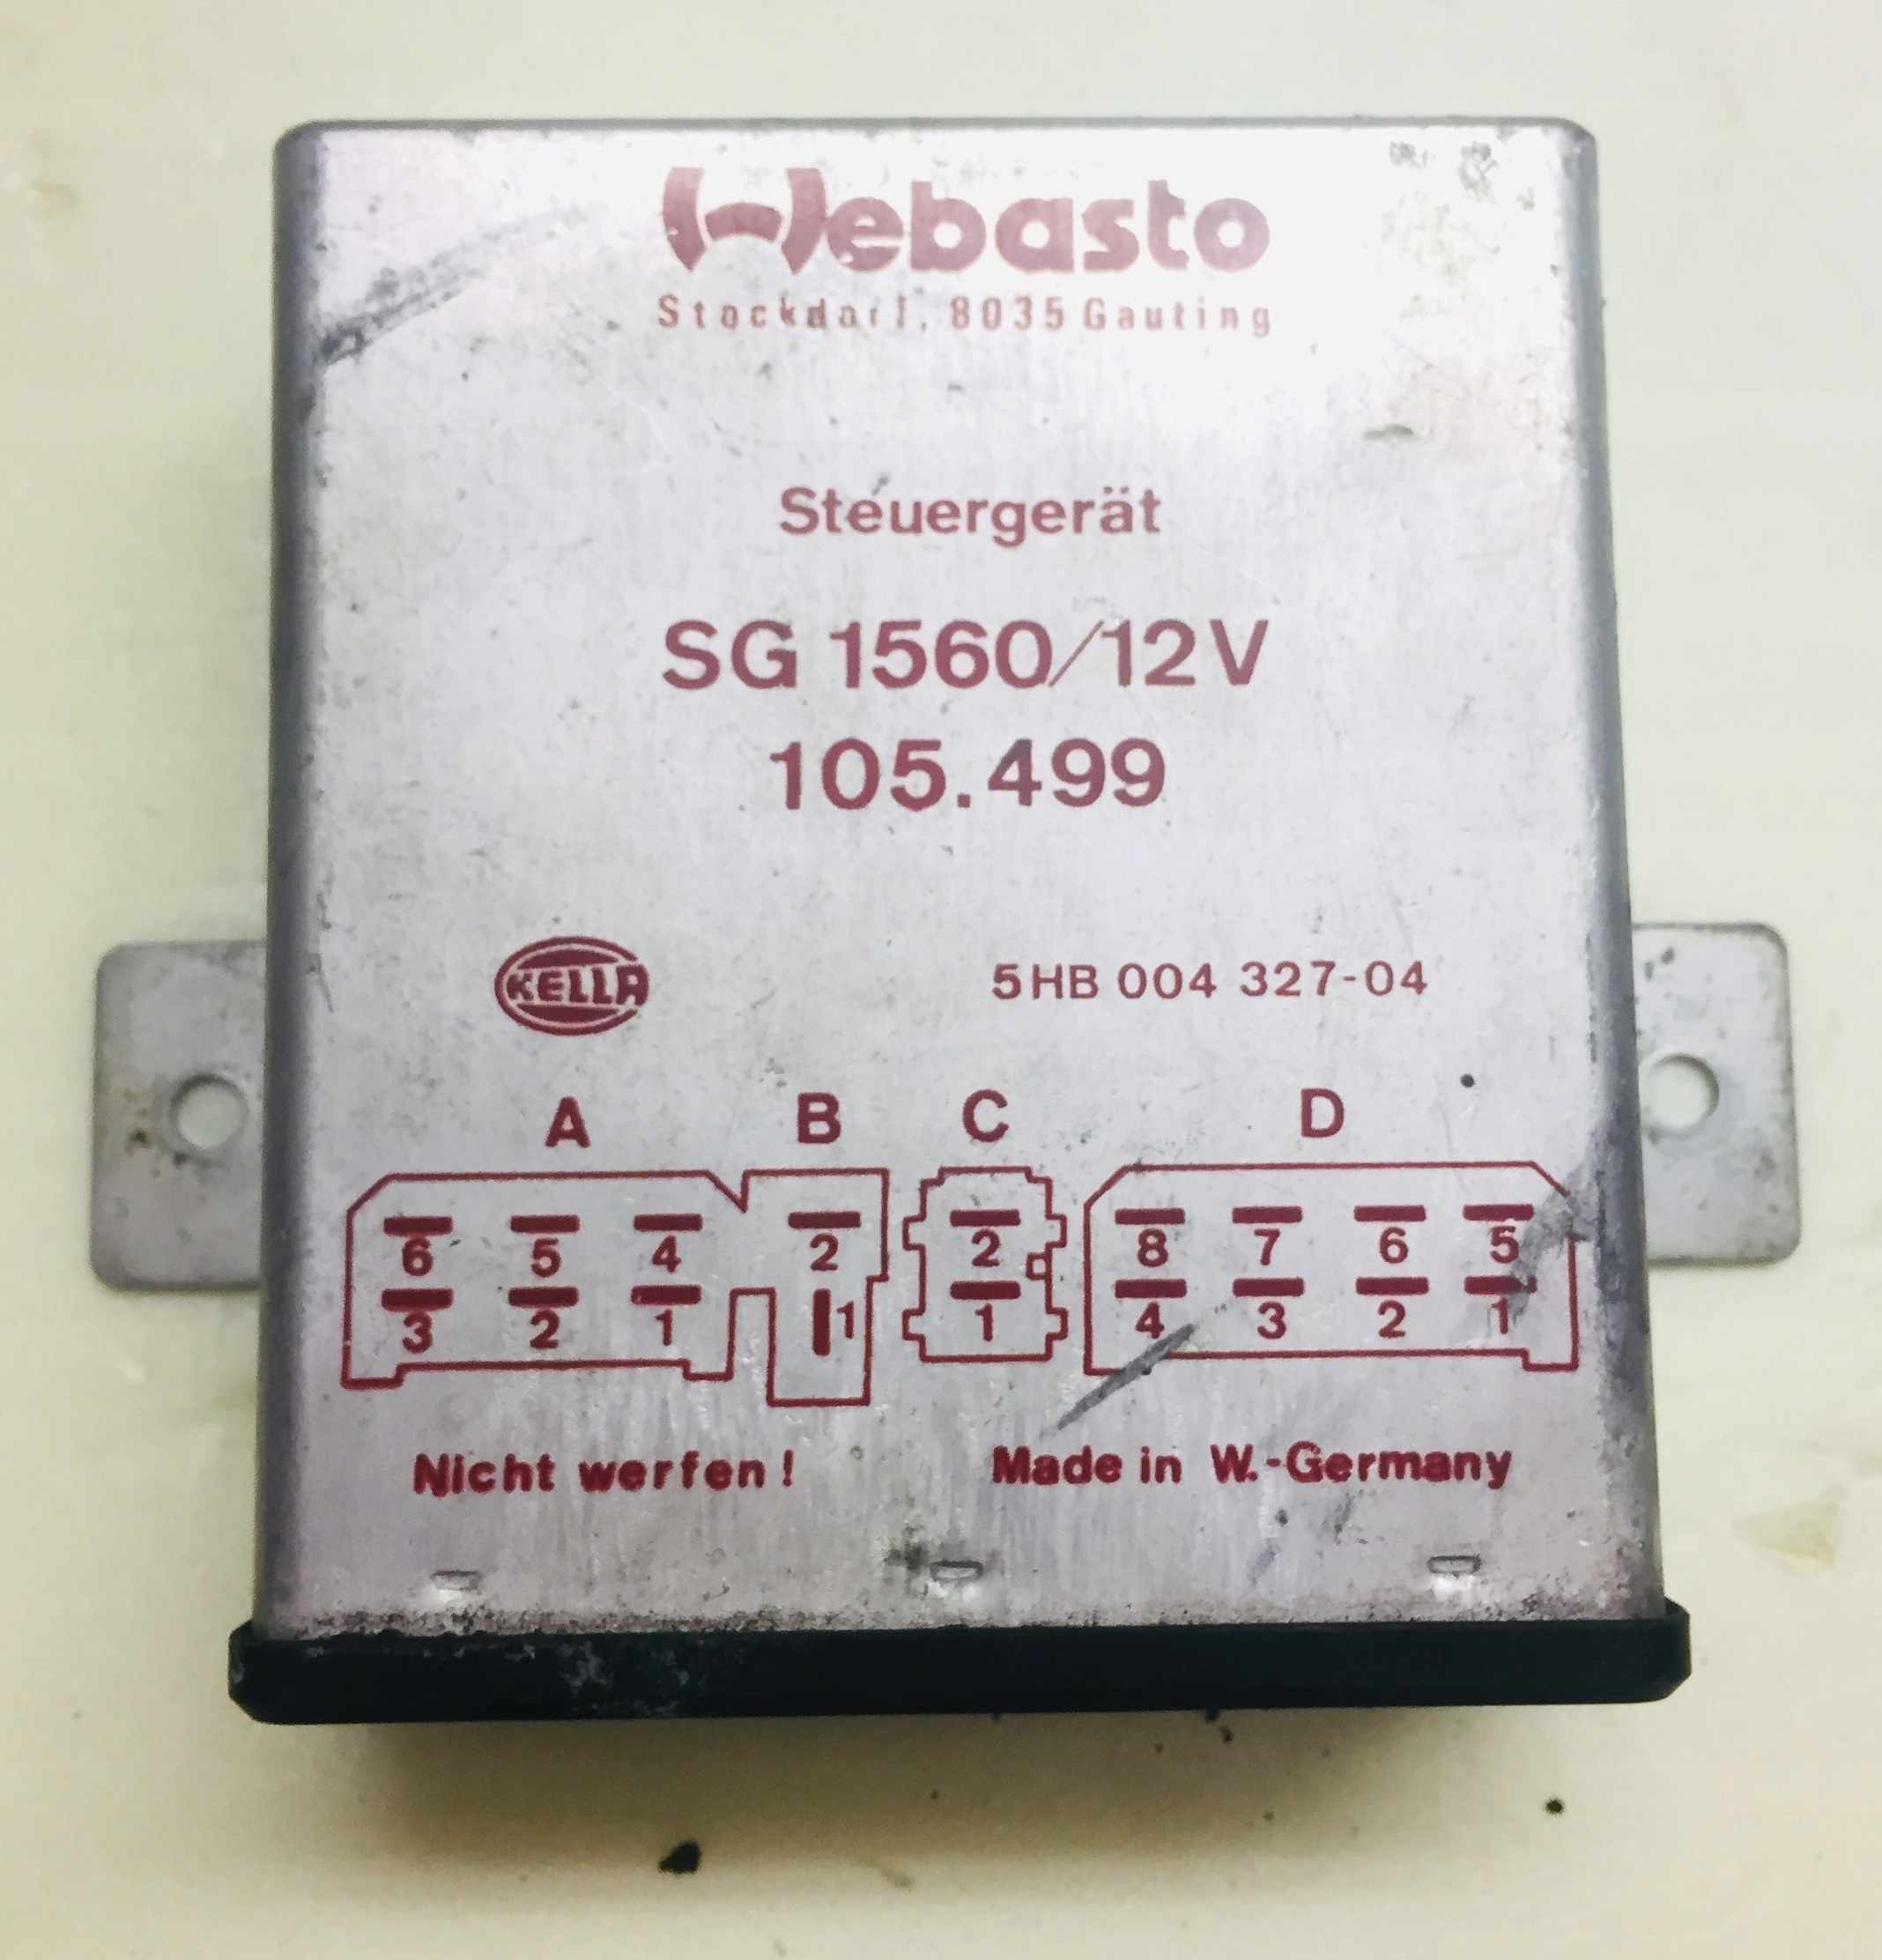 Webasto
Stockdorf, 8035 Gauting
Steuergerät
SG 1560/12V
105.499
KELLA
5HB 004 327-04
A B C D
6 5 4 2 2 8 7 6 5
3 2 1 1 1 4 3 2 1
Nicht werfen! Made in W.-Germany